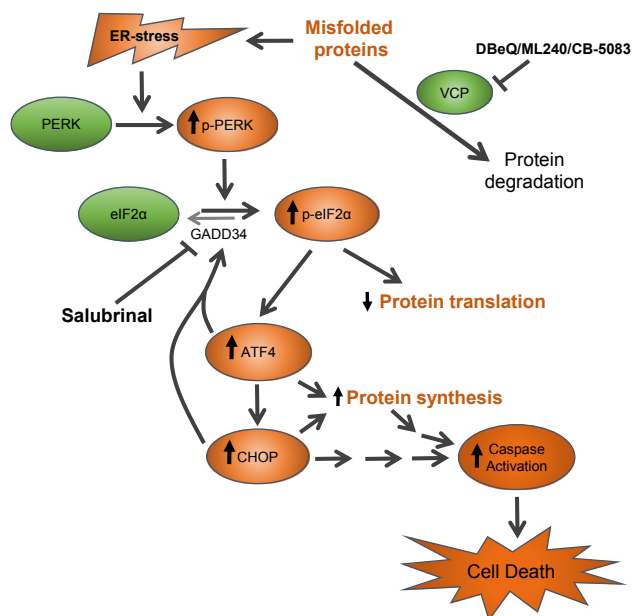 ER-stress
Misfolded
proteins
DBeQ/ML240/CB-5083
VCP
PERK
p-PERK
Protein
degradation
eIF2α
p-eIF2α
GADD34
Salubrinal
Protein translation
ATF4
Protein synthesis
CHOP
Caspase
Activation
Cell Death